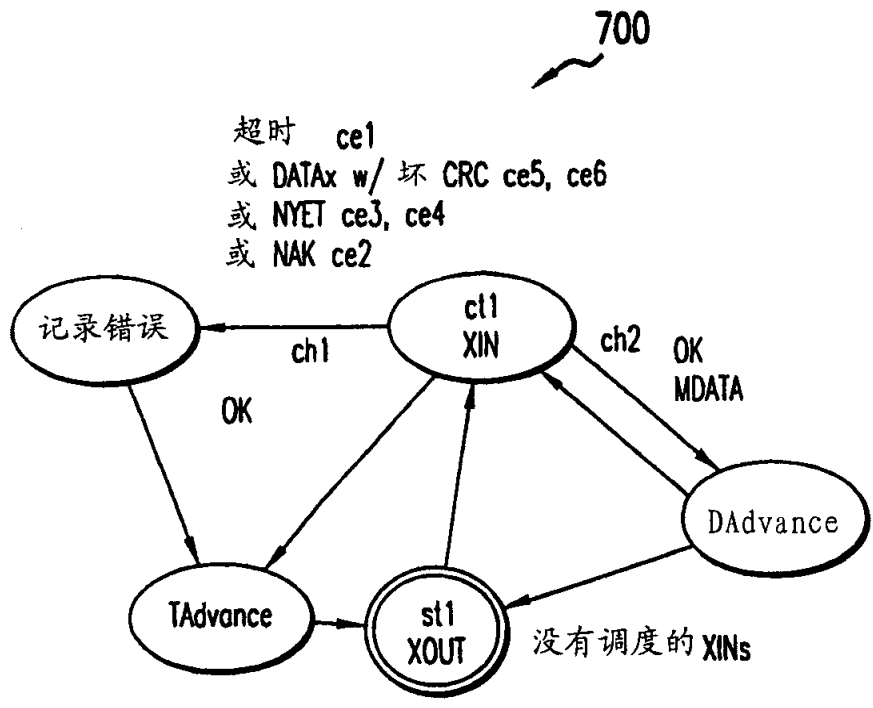 700
超时 ce1
或 DATAx w/ 坏 CRC ce5, ce6
或 NYET ce3, ce4
或 NAK ce2
记录错误
ct1
XIN
ch1
ch2
OK
MDATA
OK
DAdvance
TAdvance
st1
XOUT
没有调度的 XINs